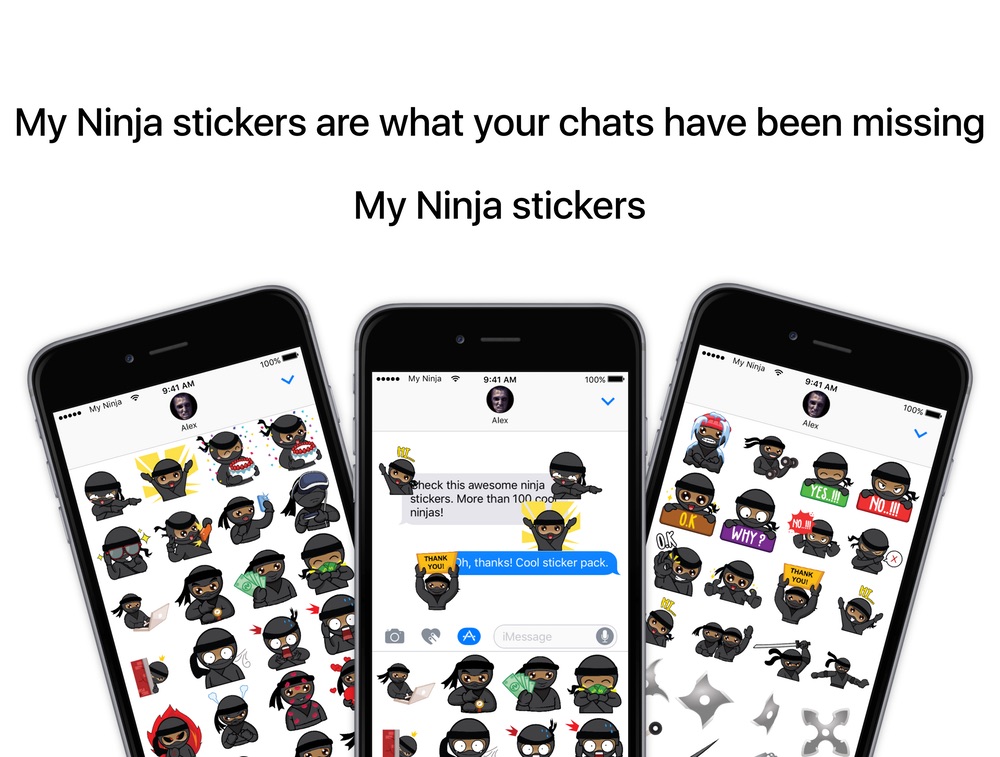 My Ninja stickers are what your chats have been missing
My Ninja stickers
My Ninja
9:41 AM
100%
Alex
My Ninja
9:41 AM
100%
Alex
HI..
Check this awesome ninja
stickers. More than 100 cool
ninjas!
Oh, thanks! Cool sticker pack.
THANK
YOU!
iMessage
My Ninja
9:41 AM
100%
Alex
YES..!!!
NO..!!!
O.K
WHY?
NO..!!!
X
O.K
THANK
YOU!
HI..
HI..